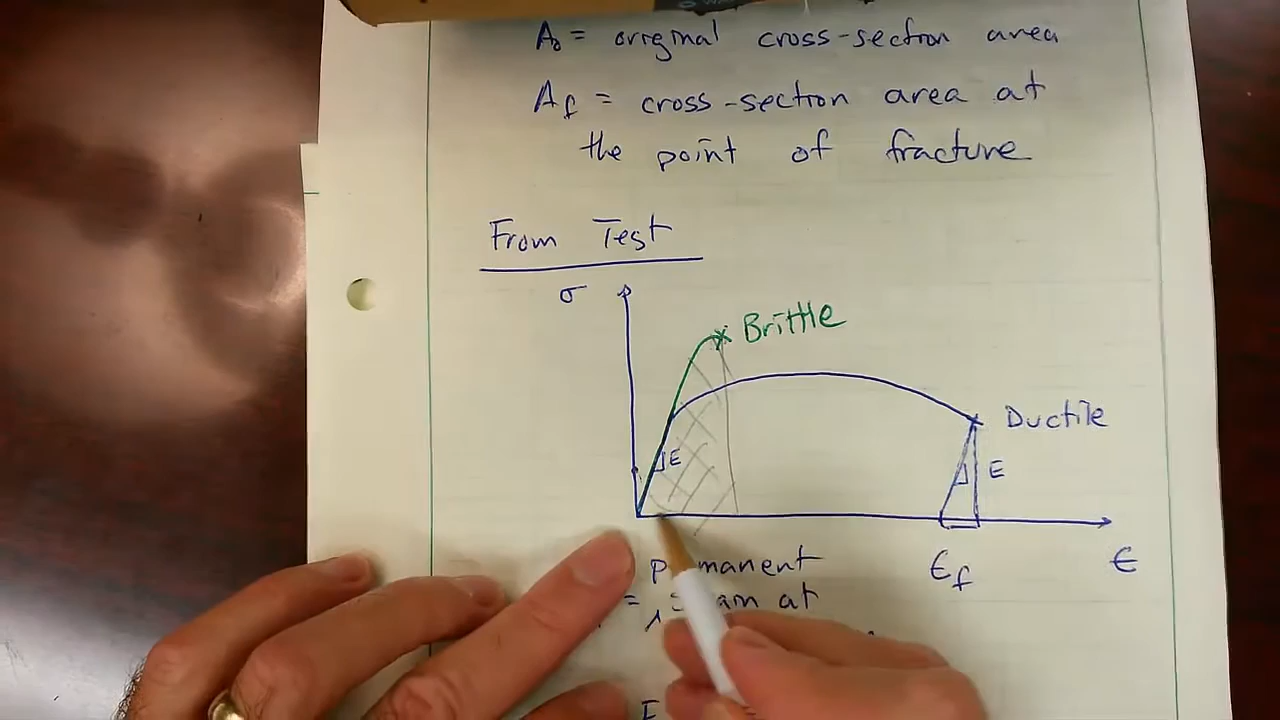 A₀ = original cross-section area
A_f = cross-section area at
the point of fracture
From Test
σ
Brittle
Ductile
E
E
ϵ_f
ϵ
=
at